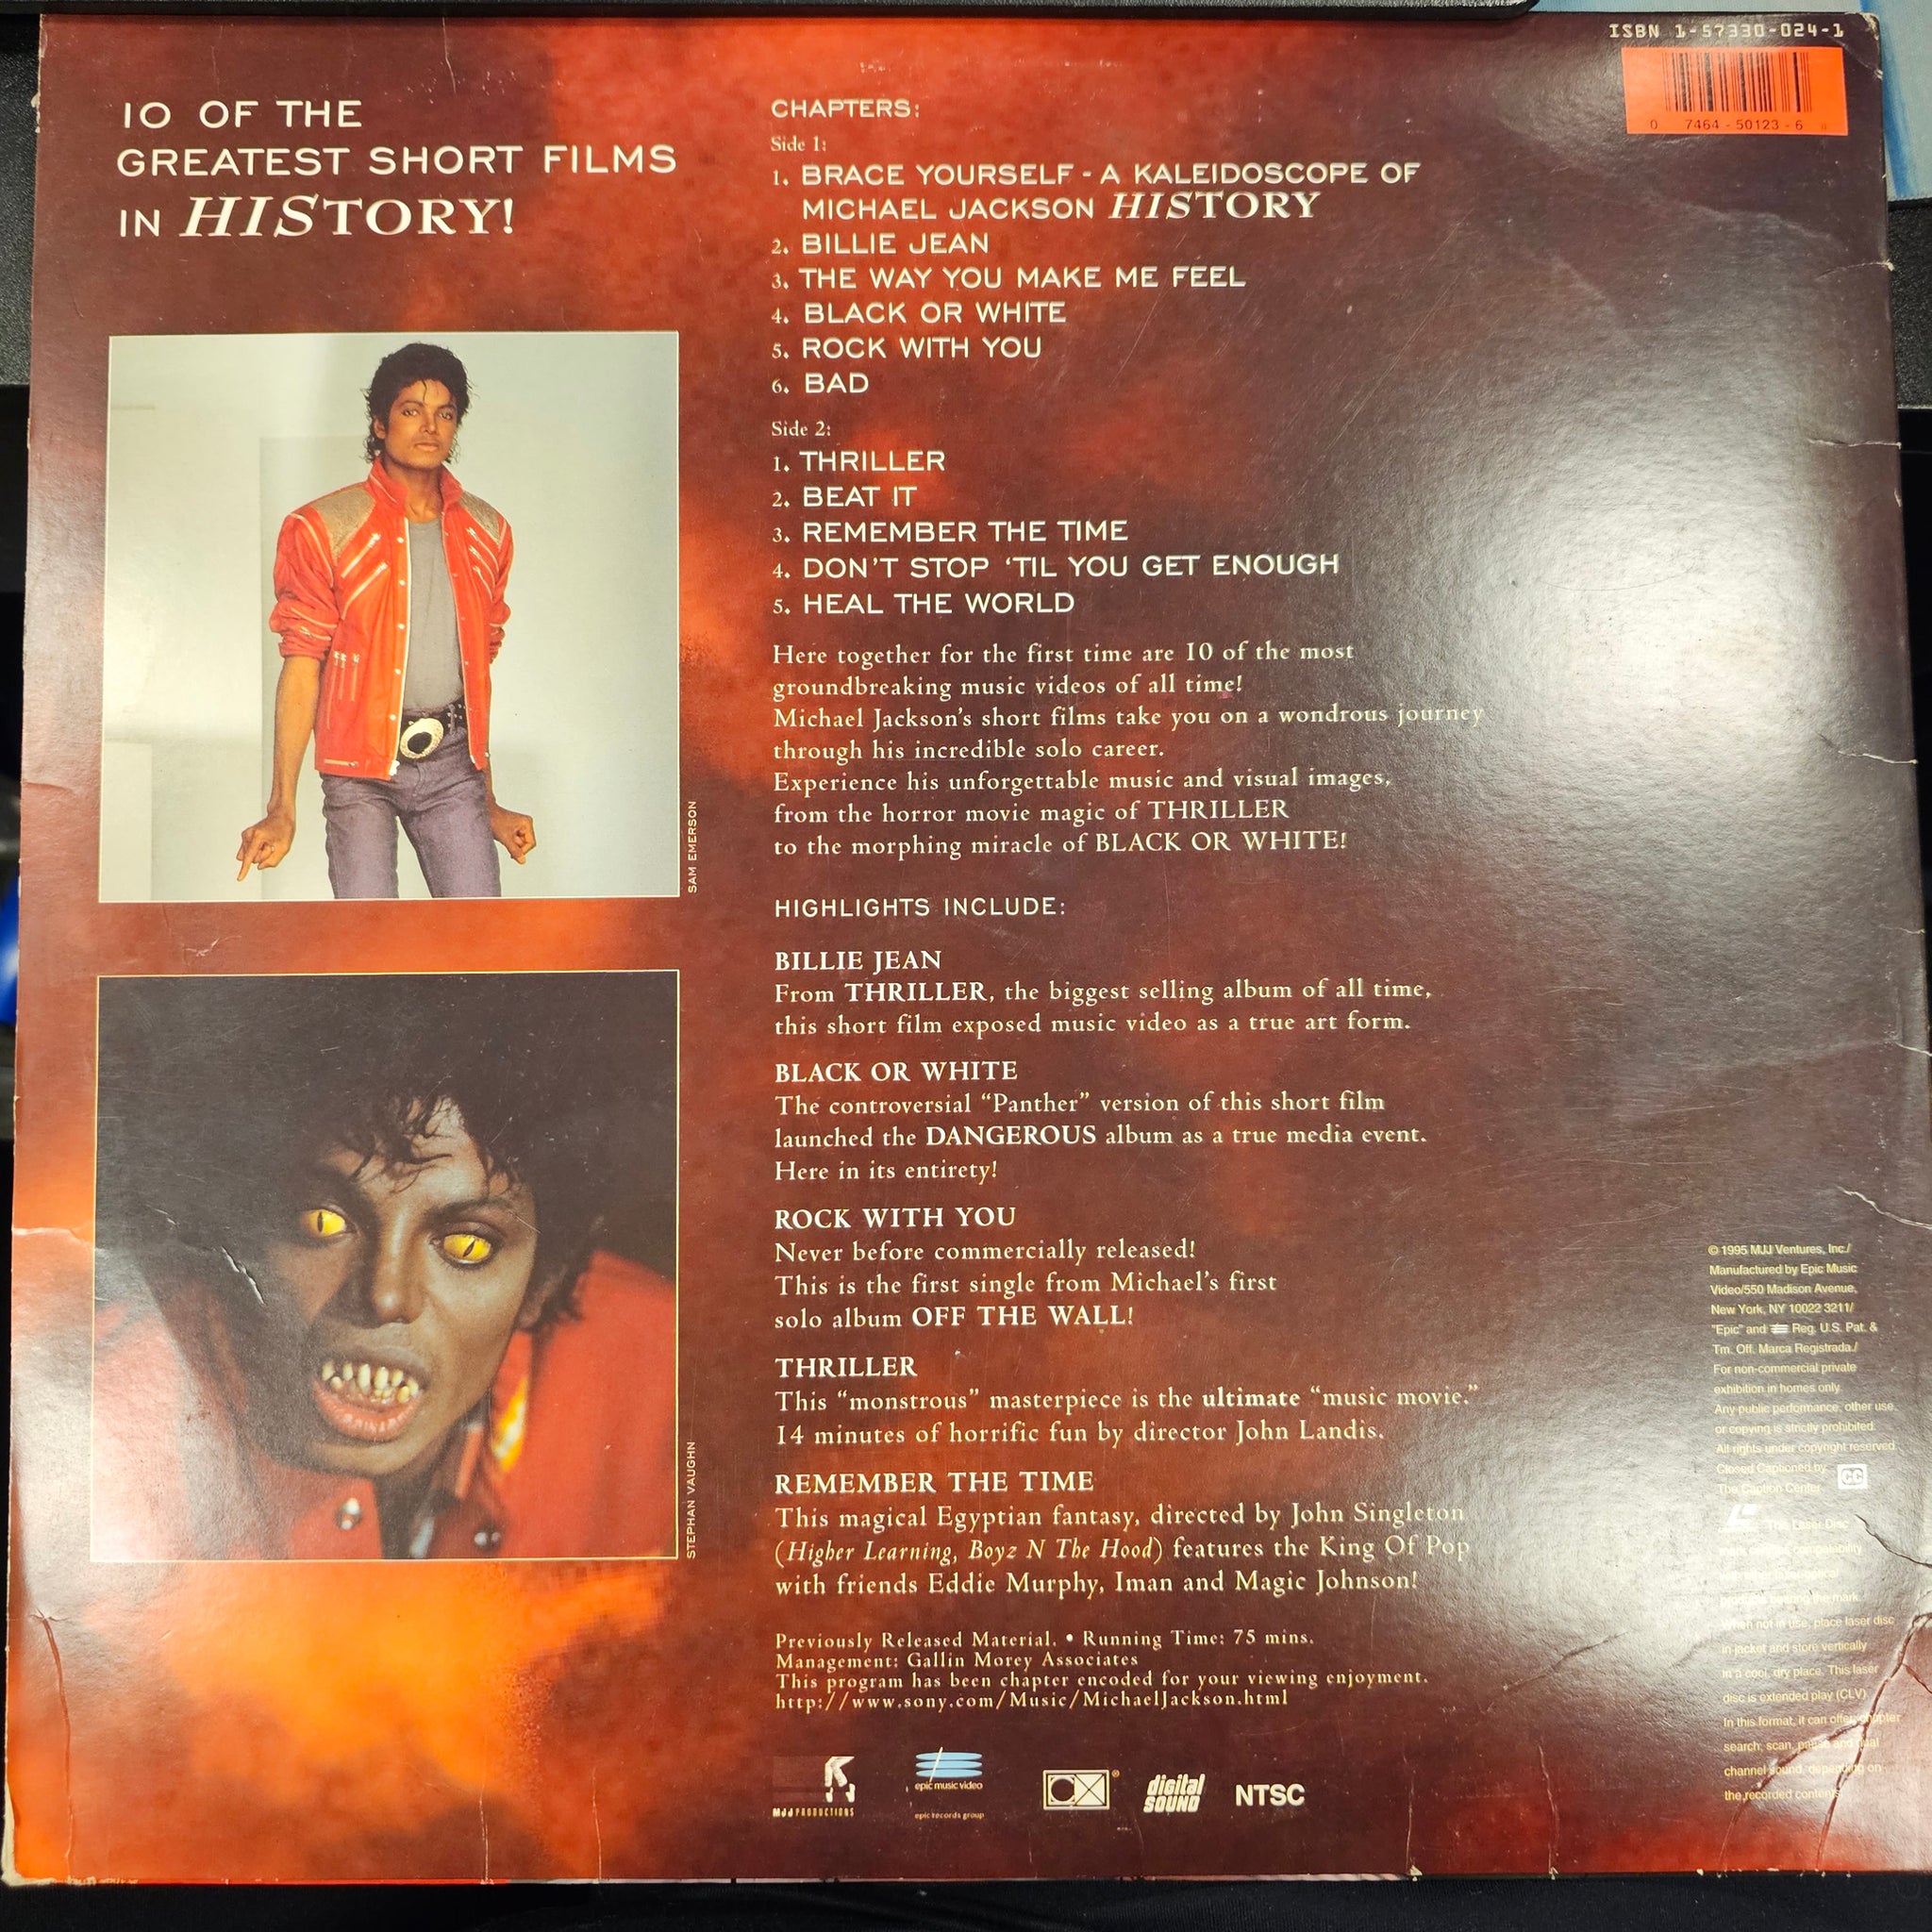 ISBN 1-57330-024-1
0 7464-50123-6
10 OF THE
GREATEST SHORT FILMS
IN HISTORY!
SAM EMERSON
STEPHAN VAUGHN
CHAPTERS:
Side 1:
1. BRACE YOURSELF - A KALEIDOSCOPE OF
MICHAEL JACKSON HISTORY
2. BILLIE JEAN
3. THE WAY YOU MAKE ME FEEL
4. BLACK OR WHITE
5. ROCK WITH YOU
6. BAD
Side 2:
1. THRILLER
2. BEAT IT
3. REMEMBER THE TIME
4. DON'T STOP 'TIL YOU GET ENOUGH
5. HEAL THE WORLD
Here together for the first time are 10 of the most
groundbreaking music videos of all time!
Michael Jackson's short films take you on a wondrous journey
through his incredible solo career.
Experience his unforgettable music and visual images,
from the horror movie magic of THRILLER
to the morphing miracle of BLACK OR WHITE!
HIGHLIGHTS INCLUDE:
BILLIE JEAN
From THRILLER, the biggest selling album of all time,
this short film exposed music video as a true art form.
BLACK OR WHITE
The controversial "Panther" version of this short film
launched the DANGEROUS album as a true media event.
Here in its entirety!
ROCK WITH YOU
Never before commercially released!
This is the first single from Michael's first
solo album OFF THE WALL!
THRILLER
This "monstrous" masterpiece is the ultimate "music movie."
14 minutes of horrific fun by director John Landis.
REMEMBER THE TIME
This magical Egyptian fantasy, directed by John Singleton
(Higher Learning, Boyz N The Hood) features the King Of Pop
with friends Eddie Murphy, Iman and Magic Johnson!
Previously Released Material. • Running Time: 75 mins.
Management: Gallin Morey Associates
This program has been chapter encoded for your viewing enjoyment.
http://www.sony.com/Music/MichaelJackson.html
MJJ PRODUCTIONS
epic music video
epic records group
CX®
digital SOUND
NTSC
© 1995 MJJ Ventures, Inc./
Manufactured by Epic Music
Video/550 Madison Avenue,
New York, NY 10022 3211/
"Epic" and Reg. U.S. Pat. &
Tm. Off. Marca Registrada./
For non-commercial private
exhibition in homes only.
Any public performance, other use,
or copying is strictly prohibited.
All rights under copyright reserved.
Closed Captioned by
The Caption Center
CC
The Laser Disc
mark
the mark.
When not in use, place laser disc
in jacket and store vertically
in a cool, dry place. This laser
disc is extended play (CLV)
In this format, it can offer chapter
search, scan, pause and dual
channel sound, depending on
the recorded contents.